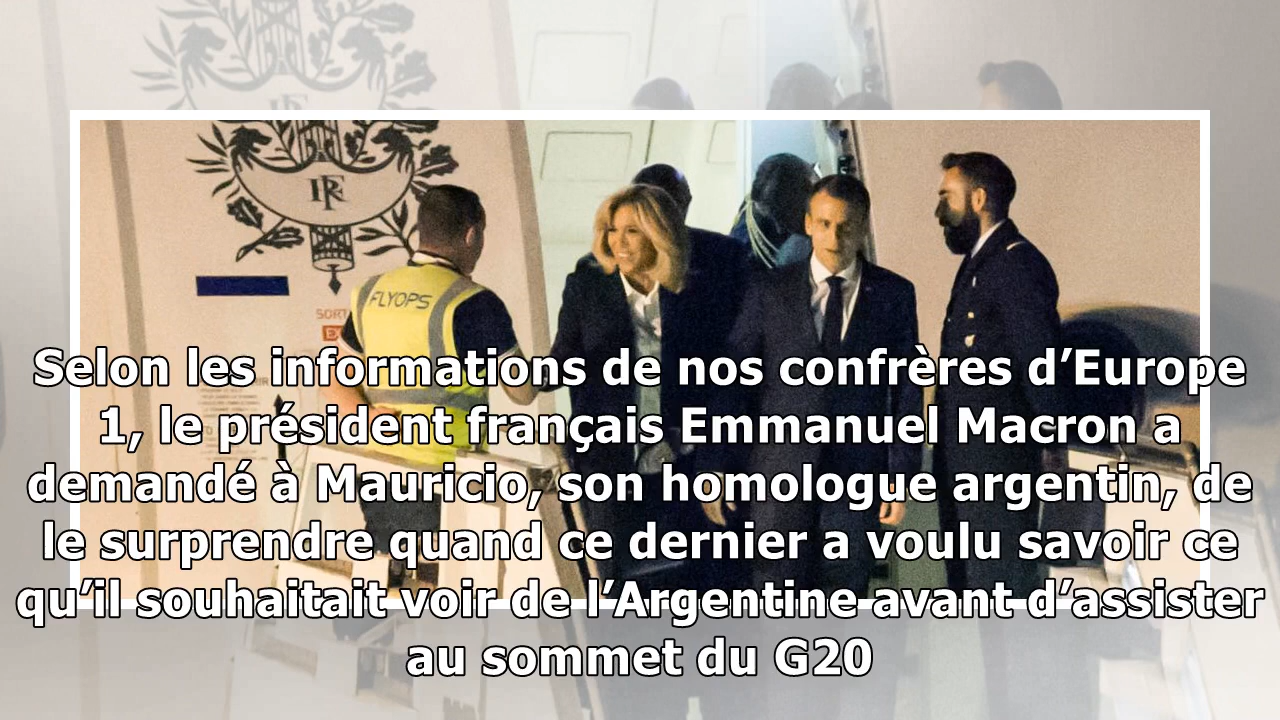 RF
FLYOPS
SORT
Selon les informations de nos confrères d’Europe
1, le président français Emmanuel Macron a
demandé à Mauricio, son homologue argentin, de
le surprendre quand ce dernier a voulu savoir ce
qu’il souhaitait voir de l’Argentine avant d’assister
au sommet du G20